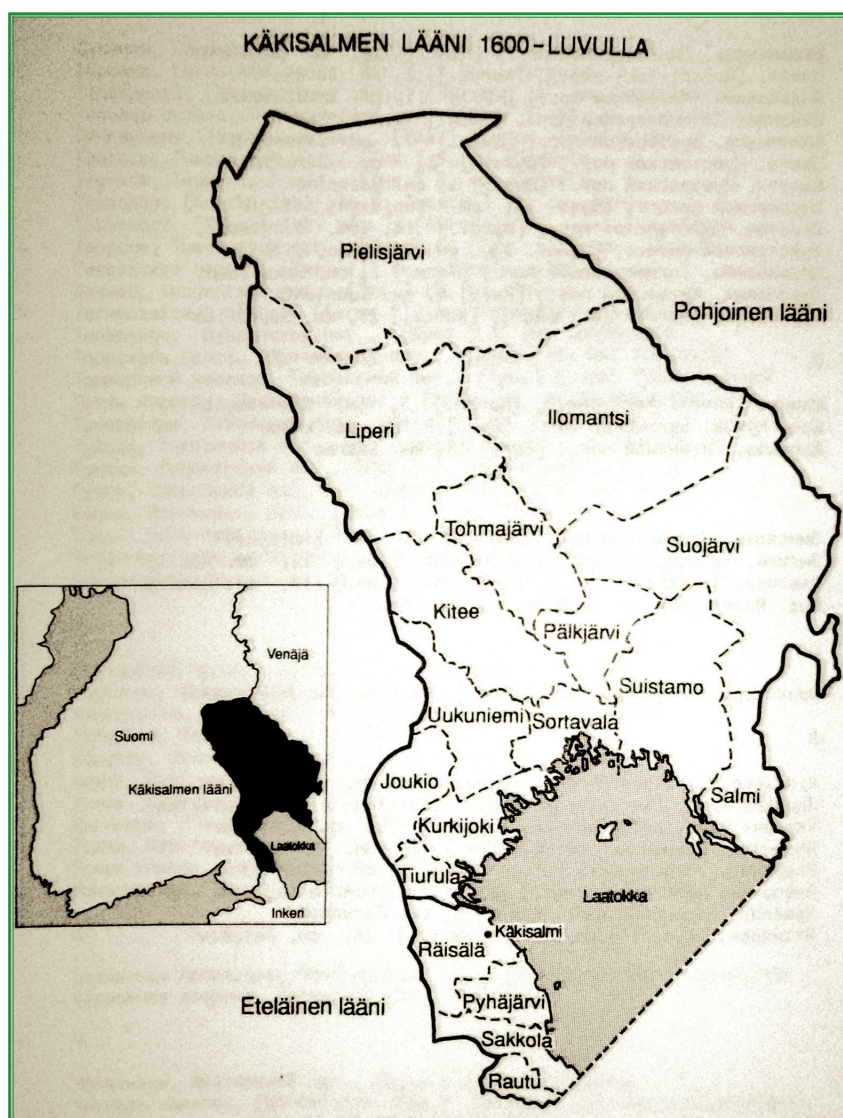 KÄKISALMEN LÄÄNI 1600-LUVULLA
Pielisjärvi
Pohjoinen lääni
Liperi
Ilomantsi
Tohmajärvi
Suojärvi
Kitee
Pälkjärvi
Suistamo
Uukuniemi
Sortavala
Joukio
Salmi
Kurkijoki
Tiurula
Laatokka
Käkisalmi
Räisälä
Pyhäjärvi
Eteläinen lääni
Sakkola
Rautu
Venäjä
Suomi
Käkisalmen lääni
Laatokka
Inkeri